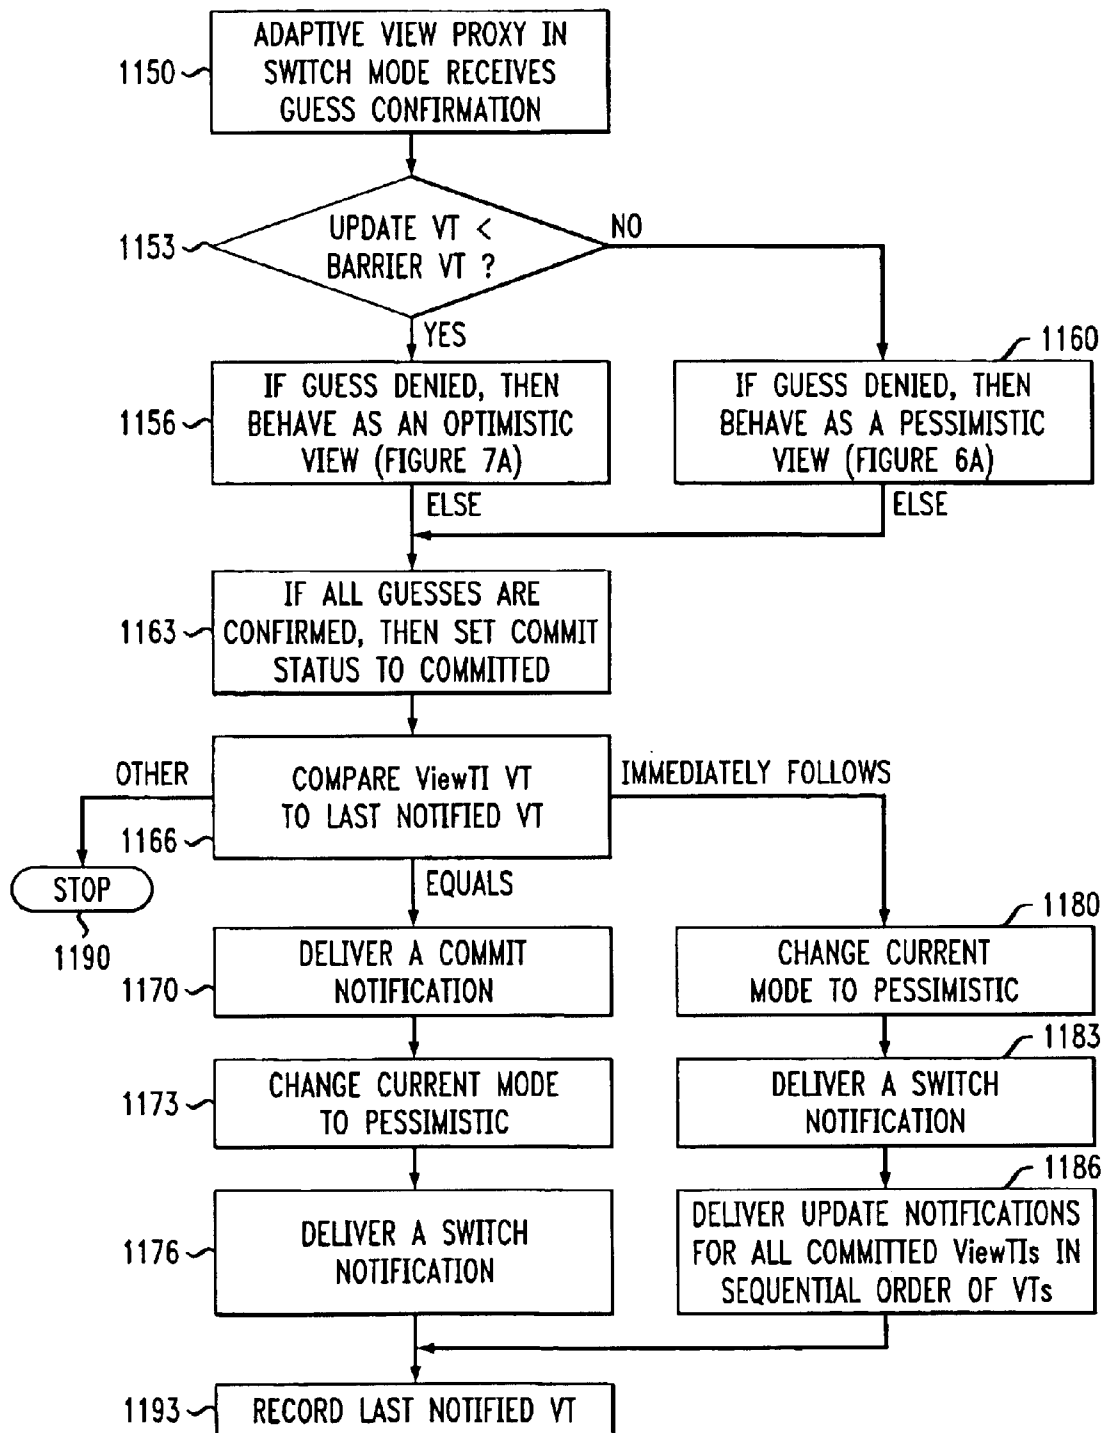 ADAPTIVE VIEW PROXY IN
SWITCH MODE RECEIVES
GUESS CONFIRMATION
1150
UPDATE VT <
BARRIER VT ?
1153
NO
YES
IF GUESS DENIED, THEN
BEHAVE AS AN OPTIMISTIC
VIEW (FIGURE 7A)
1156
1160
IF GUESS DENIED, THEN
BEHAVE AS A PESSIMISTIC
VIEW (FIGURE 6A)
ELSE
ELSE
IF ALL GUESSES ARE
CONFIRMED, THEN SET COMMIT
STATUS TO COMMITTED
1163
OTHER
COMPARE ViewTI VT
TO LAST NOTIFIED VT
1166
IMMEDIATELY FOLLOWS
STOP
1190
EQUALS
DELIVER A COMMIT
NOTIFICATION
1170
1180
CHANGE CURRENT
MODE TO PESSIMISTIC
CHANGE CURRENT MODE
TO PESSIMISTIC
1173
1183
DELIVER A SWITCH
NOTIFICATION
DELIVER A SWITCH
NOTIFICATION
1176
1186
DELIVER UPDATE NOTIFICATIONS
FOR ALL COMMITTED ViewTIs IN
SEQUENTIAL ORDER OF VTs
1193
RECORD LAST NOTIFIED VT